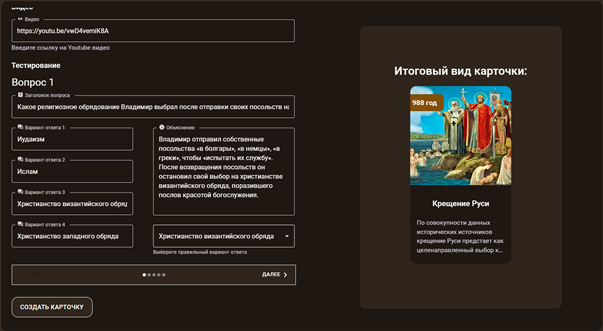 Видео
Видео
https://youtu.be/vwD4vemiK8A
Введите ссылку на Youtube видео
Тестирование
Вопрос 1
Заголовок вопроса
Какое религиозное обрядование Владимир выбрал после отправки своих посольств на
Вариант ответа 1
Иудаизм
Вариант ответа 2
Ислам
Вариант ответа 3
Христианство византийского обряд
Вариант ответа 4
Христианство западного обряда
Объяснение
Владимир отправил собственные
посольства «в болгары», «в немцы», «в
греки», чтобы «испытать их службу».
После возвращения посольств он
остановил свой выбор на христианстве
византийского обряда, поразившего
послов красотой богослужения.
Христианство византийского обряда
Выберите правильный вариант ответа
ДАЛЕЕ
СОЗДАТЬ КАРТОЧКУ
Итоговый вид карточки:
988 год
Крещение Руси
По совокупности данных
исторических источников
крещение Руси предстает как
целенаправленный выбор к...